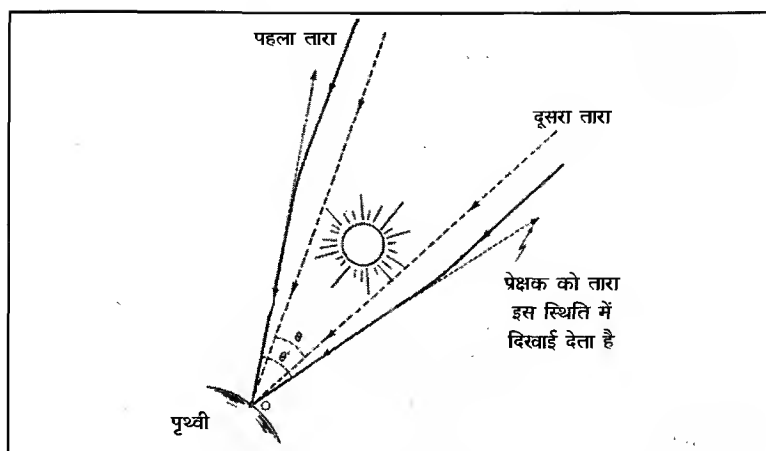 पहला तारा
दूसरा तारा
प्रेक्षक को तारा
इस स्थिति में
दिखाई देता है
θ
θ'
O
पृथ्वी